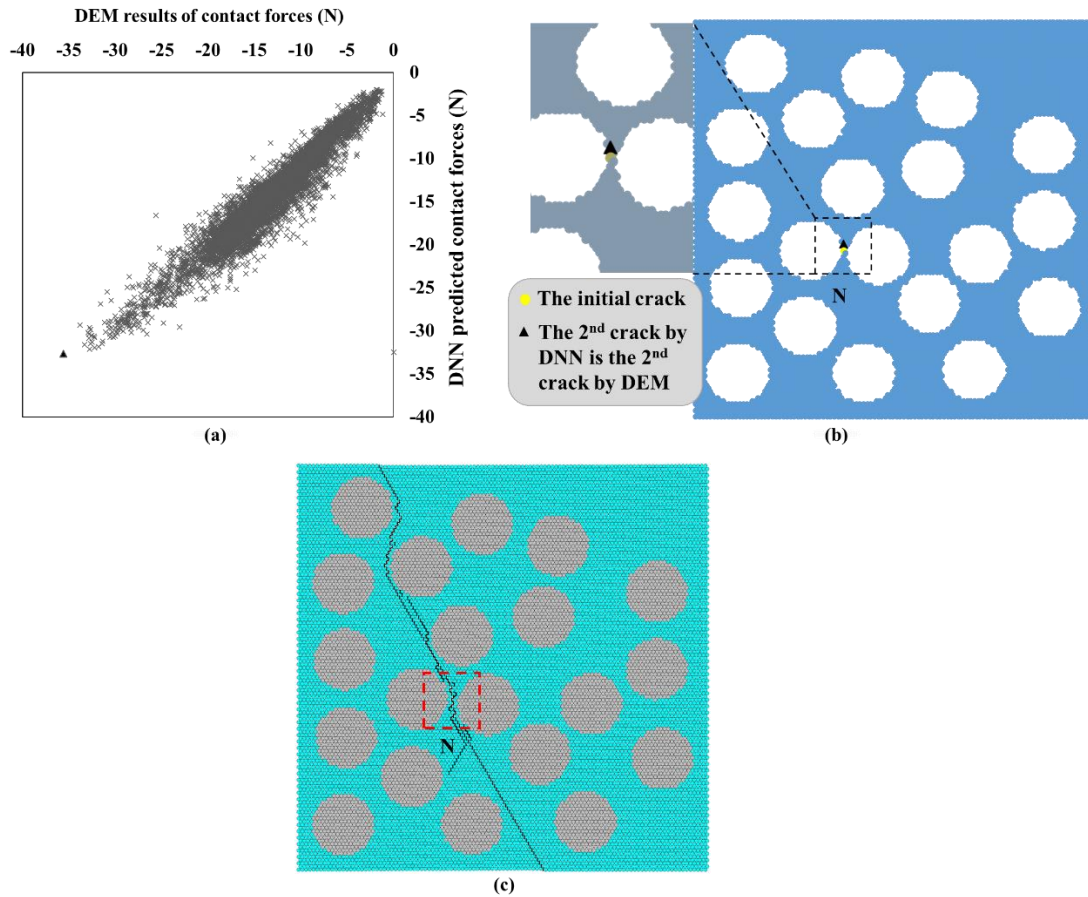 DEM results of contact forces (N)
-40 -35 -30 -25 -20 -15 -10 -5 0
0
-5
-10
-15
-20
-25
-30
-35
-40
DNN predicted contact forces (N)
(a)
The initial crack
The 2nd crack by
DNN is the 2nd
crack by DEM
N
(b)
N
(c)